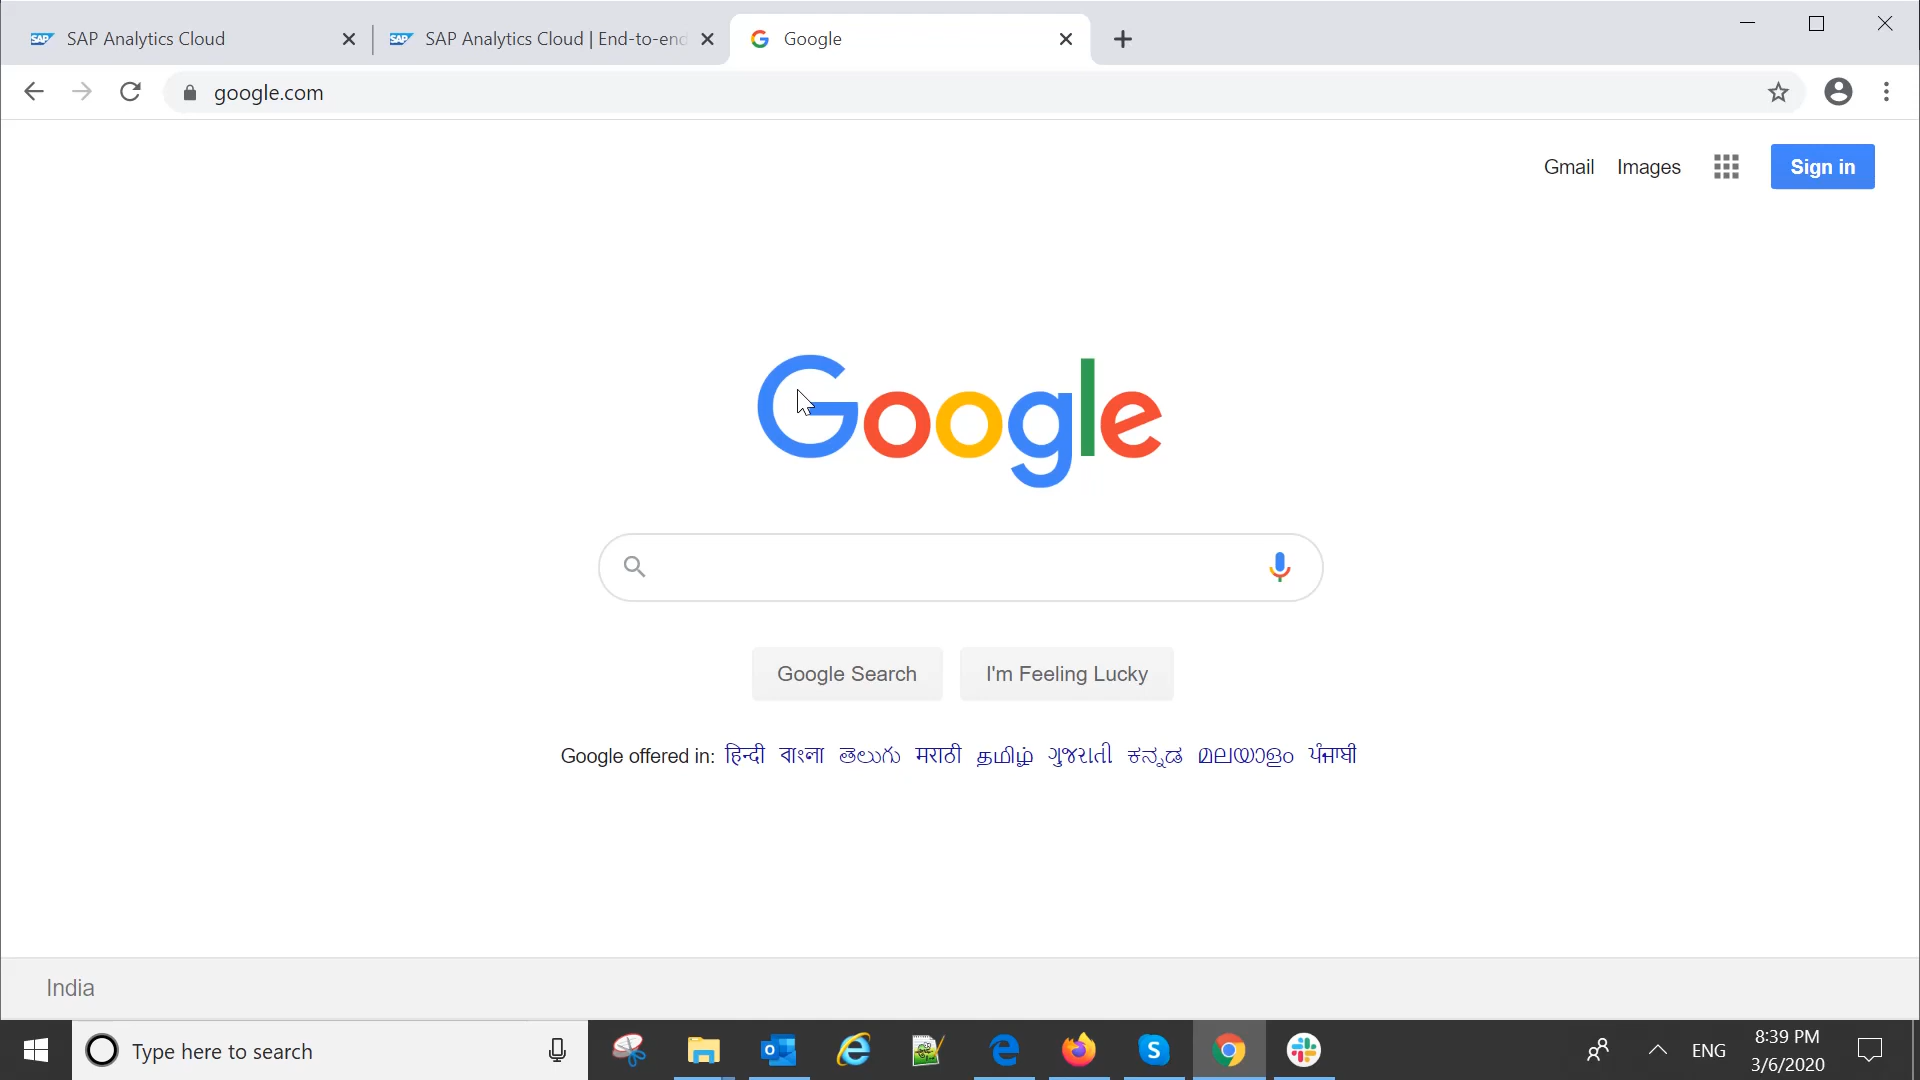 SAP SAP Analytics Cloud SAP SAP Analytics Cloud | End-to-end Google
google.com
Gmail Images Sign in
Google
Google Search I'm Feeling Lucky
Google offered in: हिन्दी বাংলা తెలుగు मराठी தமிழ் ગુજરાતી ಕನ್ನಡ മലയാളം ਪੰਜਾਬੀ
India
Type here to search ENG 8:39 PM
3/6/2020